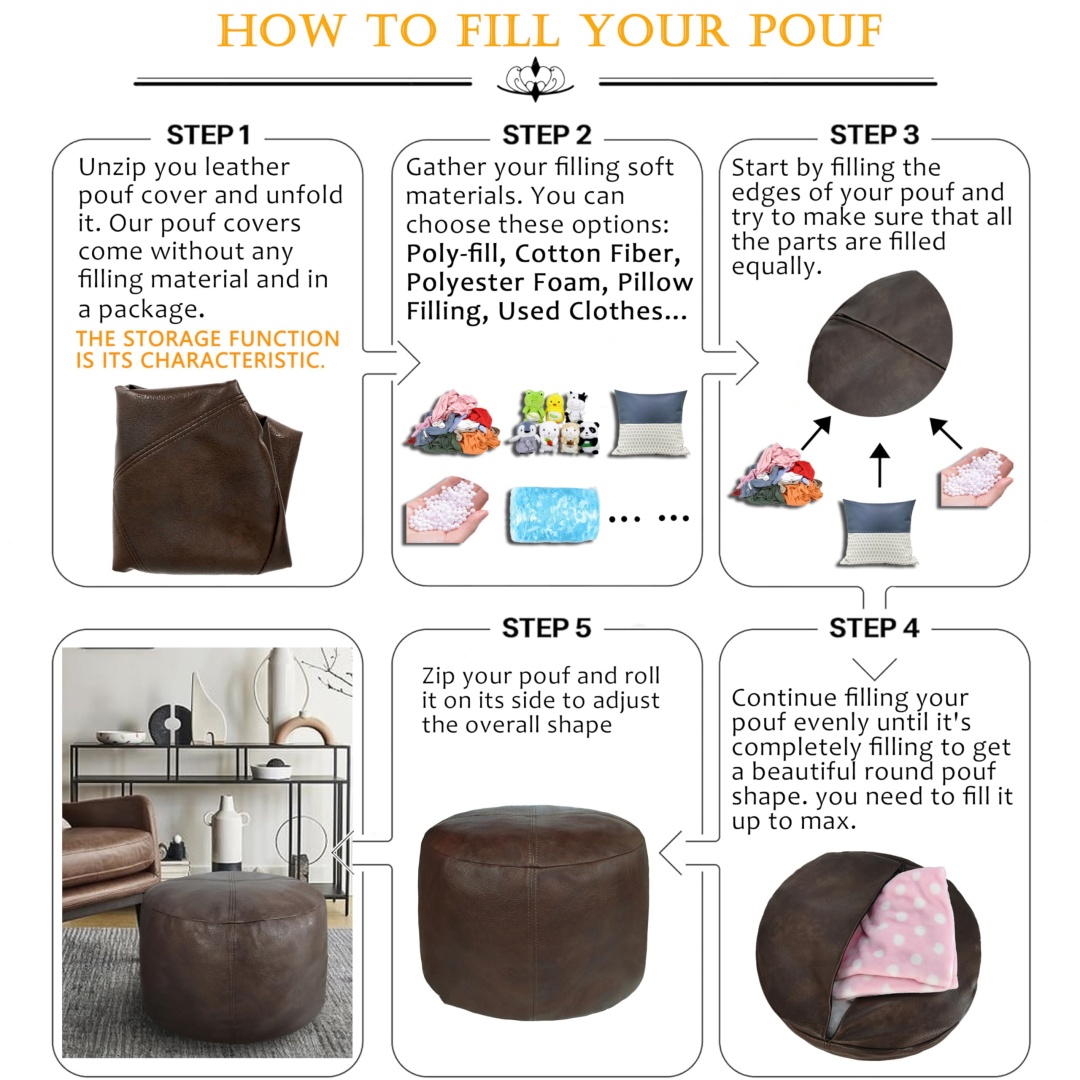 HOW TO FILL YOUR POUF
STEP 1
Unzip you leather
pouf cover and unfold
it. Our pouf covers
come without any
filling material and in
a package.
THE STORAGE FUNCTION
IS ITS CHARACTERISTIC.
STEP 2
Gather your filling soft
materials. You can
choose these options:
Poly-fill, Cotton Fiber,
Polyester Foam, Pillow
Filling, Used Clothes...
... ...
STEP 3
Start by filling the
edges of your pouf and
try to make sure that all
the parts are filled
equally.
STEP 4
Continue filling your
pouf evenly until it's
completely filling to get
a beautiful round pouf
shape. you need to fill it
up to max.
STEP 5
Zip your pouf and roll
it on its side to adjust
the overall shape